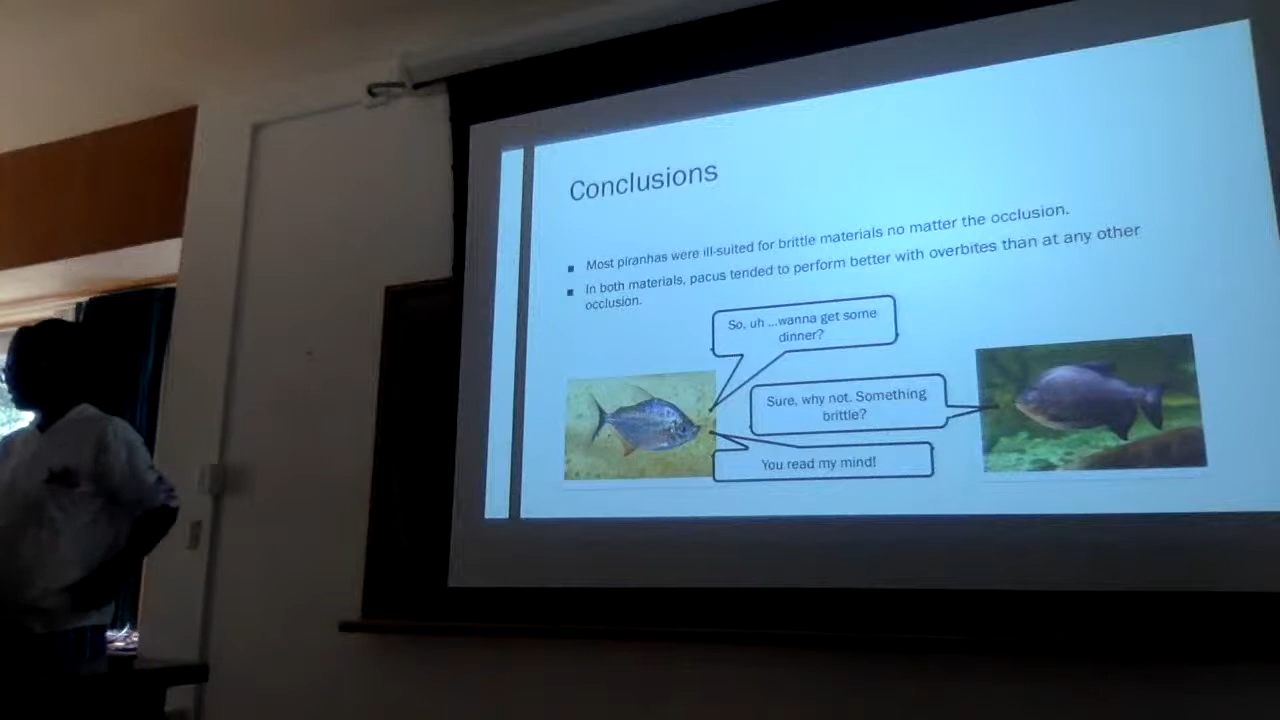 Conclusions
▪ Most piranhas were ill-suited for brittle materials no matter the occlusion.
▪ In both materials, pacus tended to perform better with overbites than at any other
occlusion.
So, uh ...wanna get some
dinner?
Sure, why not. Something
brittle?
You read my mind!